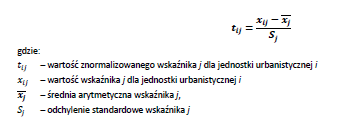 t_ij = (x_ij − x̄_j) / S_j
gdzie:
t_ij – wartość znormalizowanego wskaźnika j dla jednostki urbanistycznej i
x_ij – wartość wskaźnika j dla jednostki urbanistycznej i
x̄_j – średnia arytmetyczna wskaźnika j,
S_j – odchylenie standardowe wskaźnika j